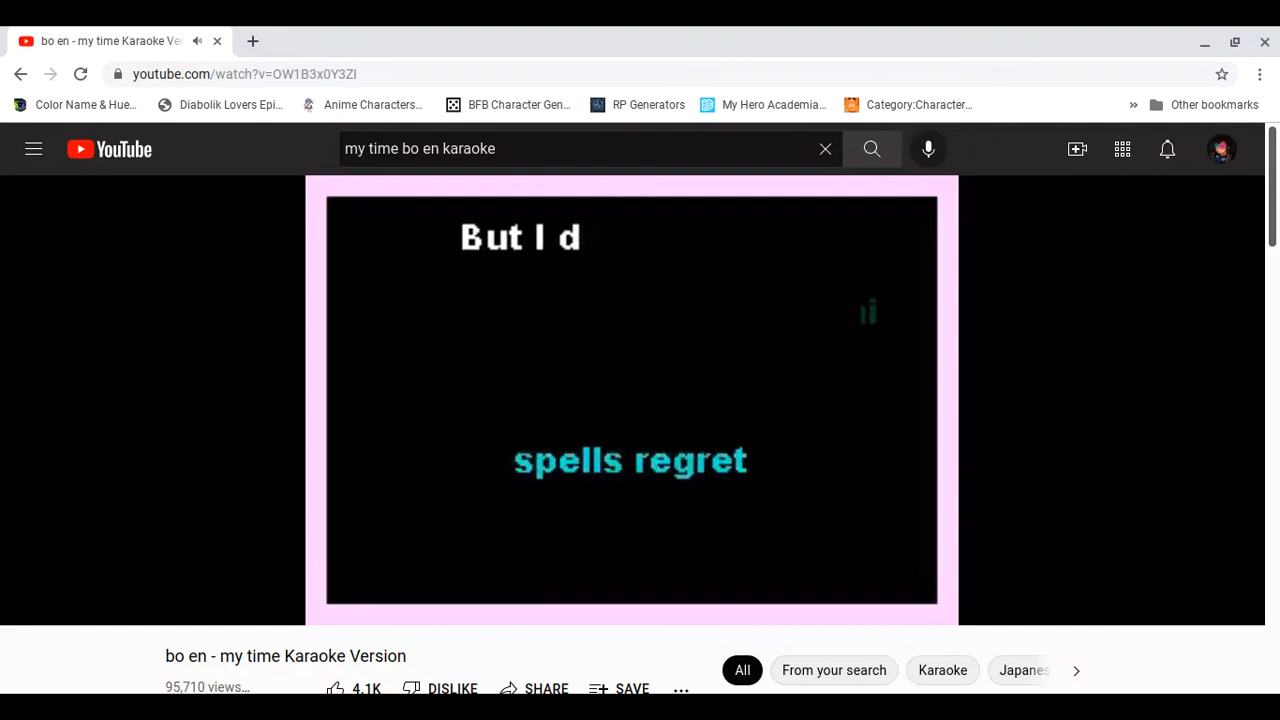 bo en - my time Karaoke Ver
youtube.com/watch?v=OW1B3x0Y3ZI
Color Name & Hue... Diabolik Lovers Epi... Anime Characters... BFB Character Gen... RP Generators My Hero Academia... Category:Character... » Other bookmarks
YouTube my time bo en karaoke
But I d
spells regret
bo en - my time Karaoke Version
All From your search Karaoke Japanes
95,710 views... 4.1K DISLIKE SHARE SAVE ...